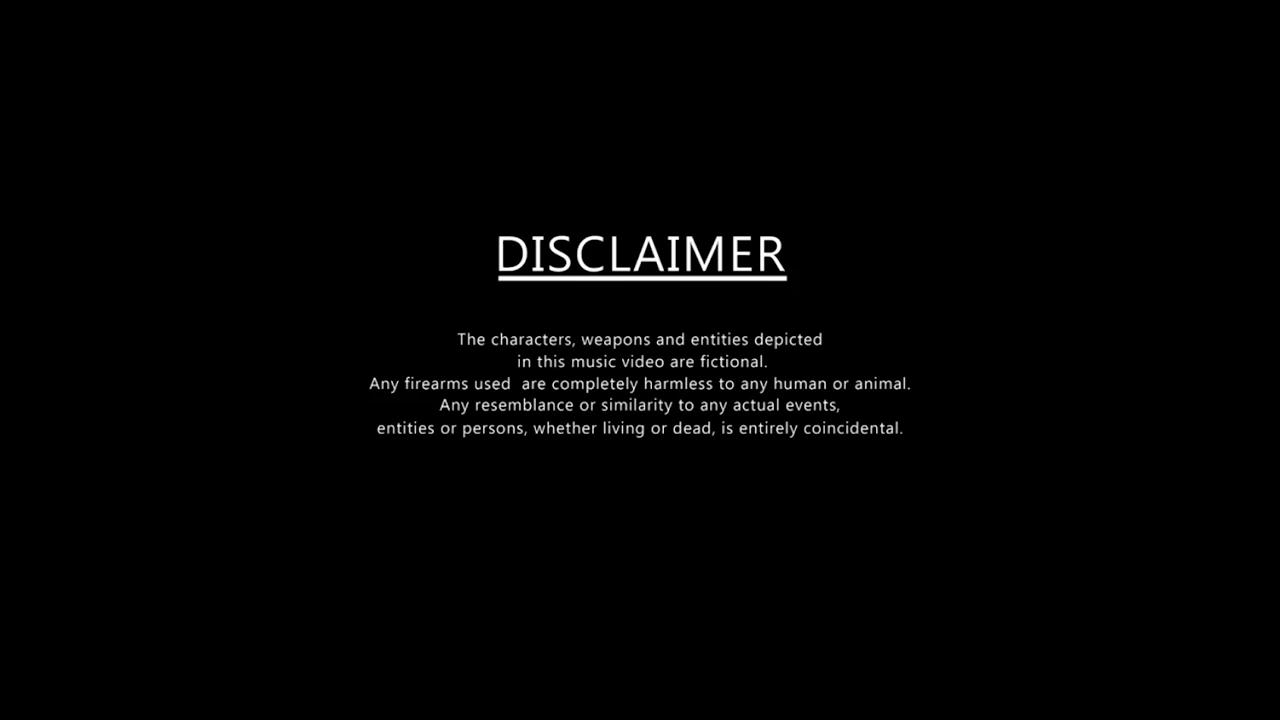 DISCLAIMER
The characters, weapons and entities depicted
in this music video are fictional.
Any firearms used  are completely harmless to any human or animal.
Any resemblance or similarity to any actual events,
entities or persons, whether living or dead, is entirely coincidental.